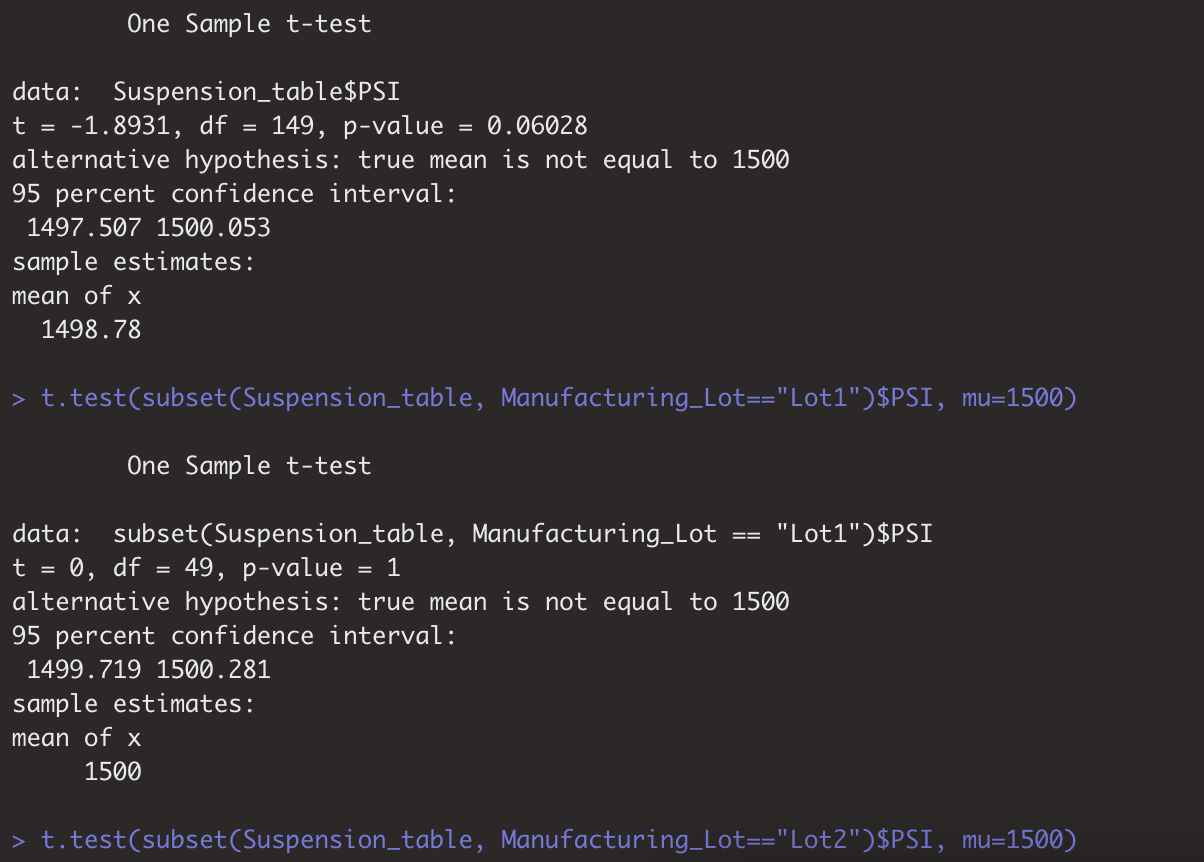 One Sample t-test
data:  Suspension_table$PSI
t = -1.8931, df = 149, p-value = 0.06028
alternative hypothesis: true mean is not equal to 1500
95 percent confidence interval:
 1497.507 1500.053
sample estimates:
mean of x
  1498.78
> t.test(subset(Suspension_table, Manufacturing_Lot=="Lot1")$PSI, mu=1500)
One Sample t-test
data:  subset(Suspension_table, Manufacturing_Lot == "Lot1")$PSI
t = 0, df = 49, p-value = 1
alternative hypothesis: true mean is not equal to 1500
95 percent confidence interval:
 1499.719 1500.281
sample estimates:
mean of x
     1500
> t.test(subset(Suspension_table, Manufacturing_Lot=="Lot2")$PSI, mu=1500)